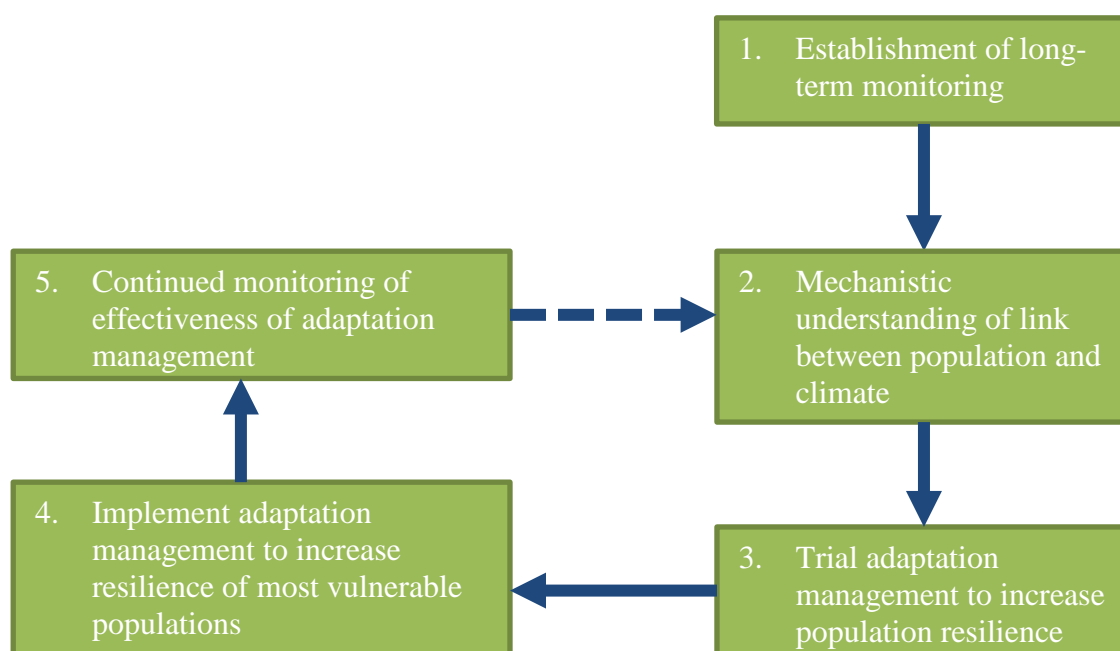 1. Establishment of long-
term monitoring
2. Mechanistic
understanding of link
between population and
climate
3. Trial adaptation
management to increase
population resilience
4. Implement adaptation
management to increase
resilience of most vulnerable
populations
5. Continued monitoring of
effectiveness of adaptation
management